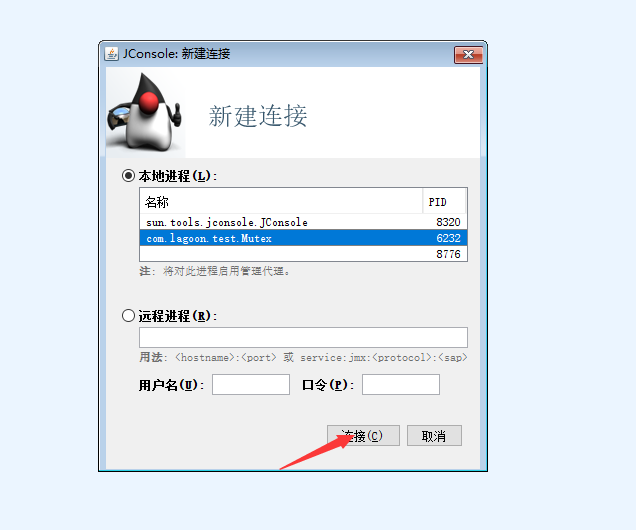 JConsole: 新建连接
新建连接
本地进程(L):
名称 PID
sun.tools.jconsole.JConsole 8320
com.lagoon.test.Mutex 6232
8776
注: 将对此进程启用管理代理。
远程进程(R):
用法: <hostname>:<port> 或 service:jmx:<protocol>:<sap>
用户名(U): 口令(P):
连接(C) 取消